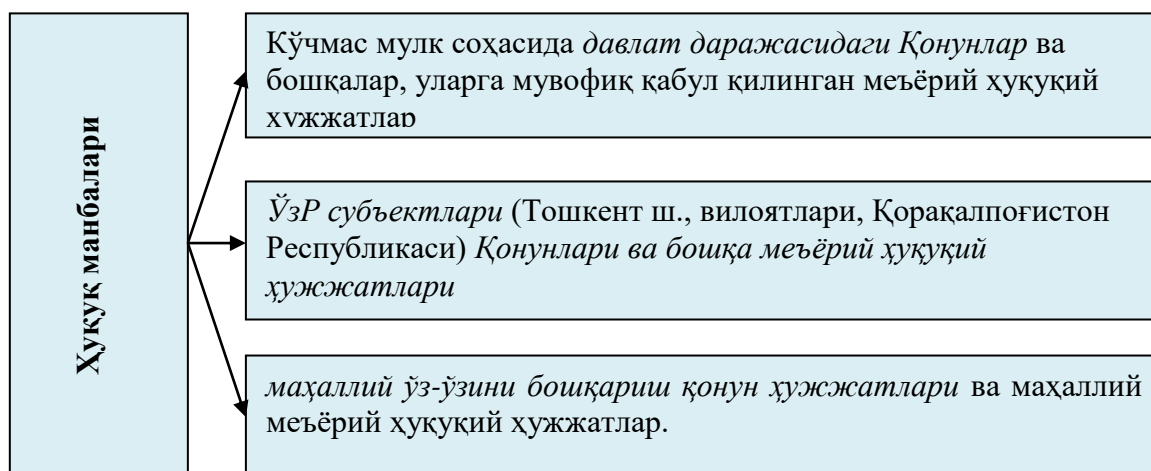 Ҳуқуқ манбалари
Кўчмас мулк соҳасида давлат даражасидаги Қонунлар ва
бошқалар, уларга мувофиқ қабул қилинган меъёрий ҳуқуқий
ҳужжатлар
ЎзР субъектлари (Тошкент ш., вилоятлари, Қорақалпоғистон
Республикаси) Қонунлари ва бошқа меъёрий ҳуқуқий
ҳужжатлари
маҳаллий ўз-ўзини бошқариш қонун ҳужжатлари ва маҳаллий
меъёрий ҳуқуқий ҳужжатлар.